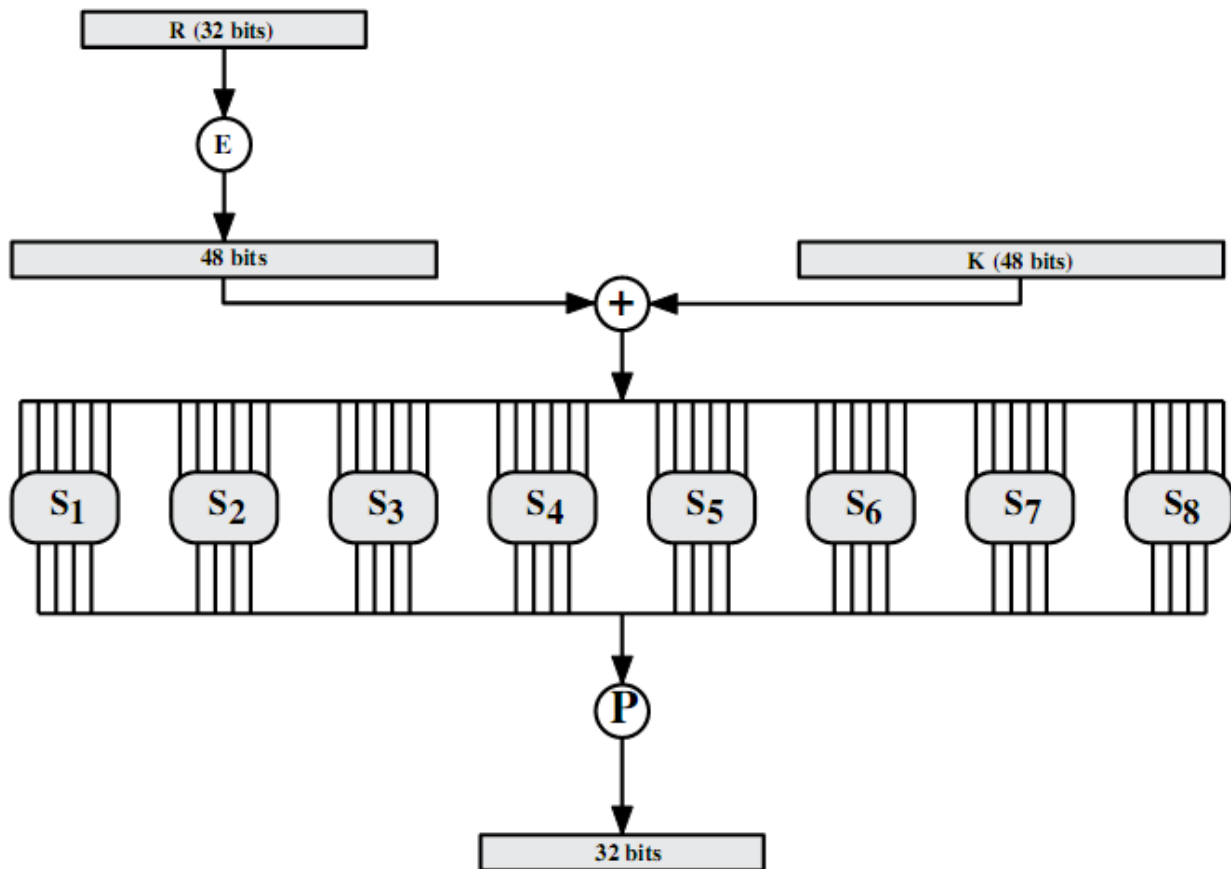 R (32 bits)
E
48 bits
K (48 bits)
+
S1 S2 S3 S4 S5 S6 S7 S8
P
32 bits